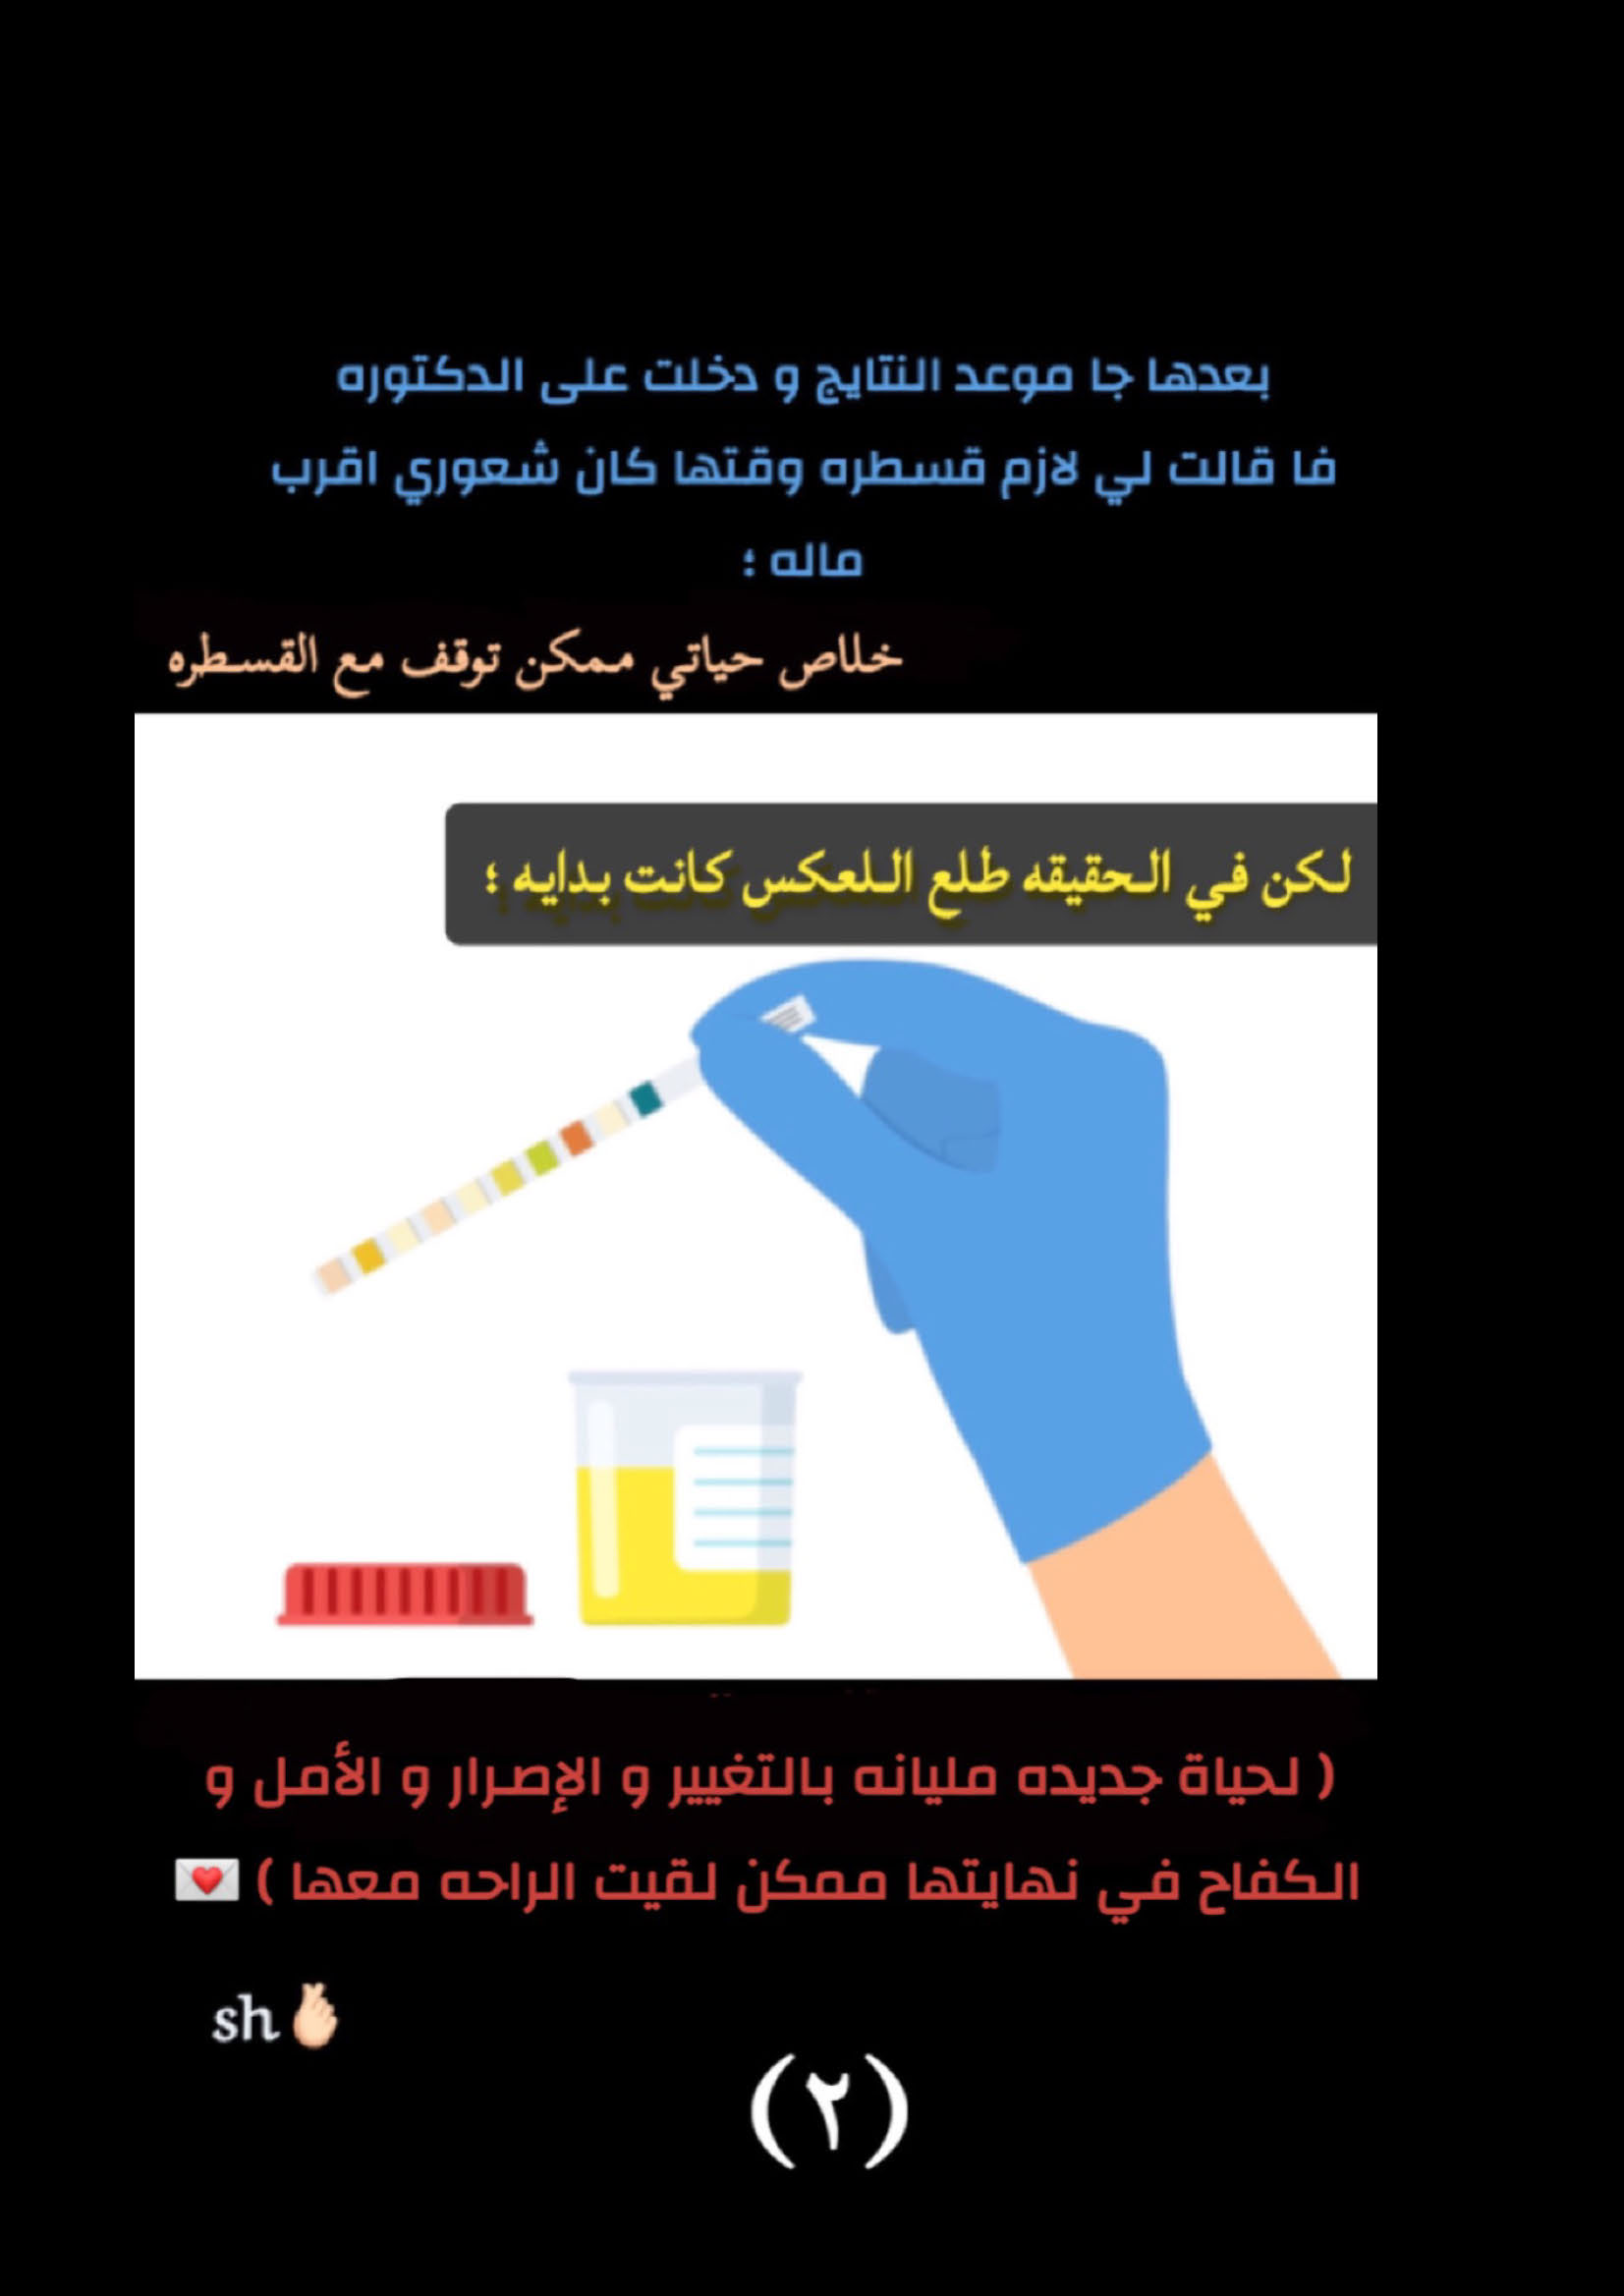 بعدها جا موعد النتايج و دخلت على الدكتوره
فا قالت لي لازم قسطره وقتها كان شعوري اقرب
ماله ؛
خلاص حياتي ممكن توقف مع القسطره
لكن في الحقيقه طلع اللعكس كانت بدايه ؛
( لحياة جديده مليانه بالتغيير و الإصرار و الأمل و
الكفاح في نهايتها ممكن لقيت الراحه معها ) 💌
sh🫰🏻
(٢)